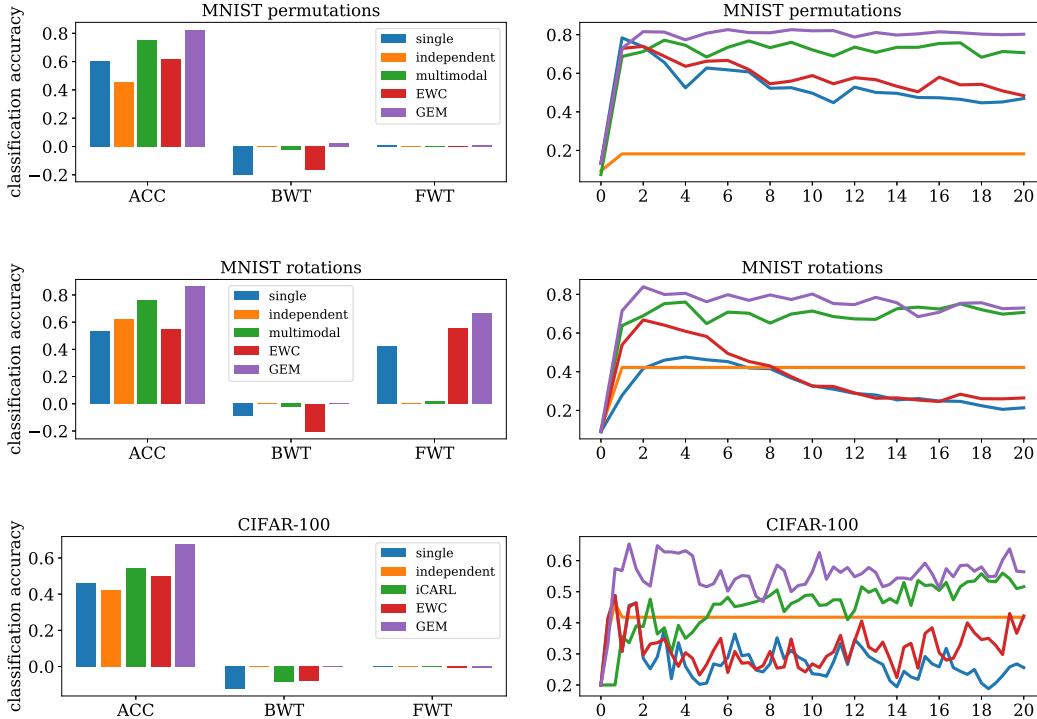 MNIST permutations
classification accuracy
0.8
0.6
0.4
0.2
0.0
−0.2
single
independent
multimodal
EWC
GEM
ACC BWT FWT
MNIST permutations
0.8
0.6
0.4
0.2
0 2 4 6 8 10 12 14 16 18 20
MNIST rotations
classification accuracy
0.8
0.6
0.4
0.2
0.0
−0.2
single
independent
multimodal
EWC
GEM
ACC BWT FWT
MNIST rotations
0.8
0.6
0.4
0.2
0 2 4 6 8 10 12 14 16 18 20
CIFAR-100
classification accuracy
0.6
0.4
0.2
0.0
single
independent
iCARL
EWC
GEM
ACC BWT FWT
CIFAR-100
0.6
0.5
0.4
0.3
0.2
0 2 4 6 8 10 12 14 16 18 20